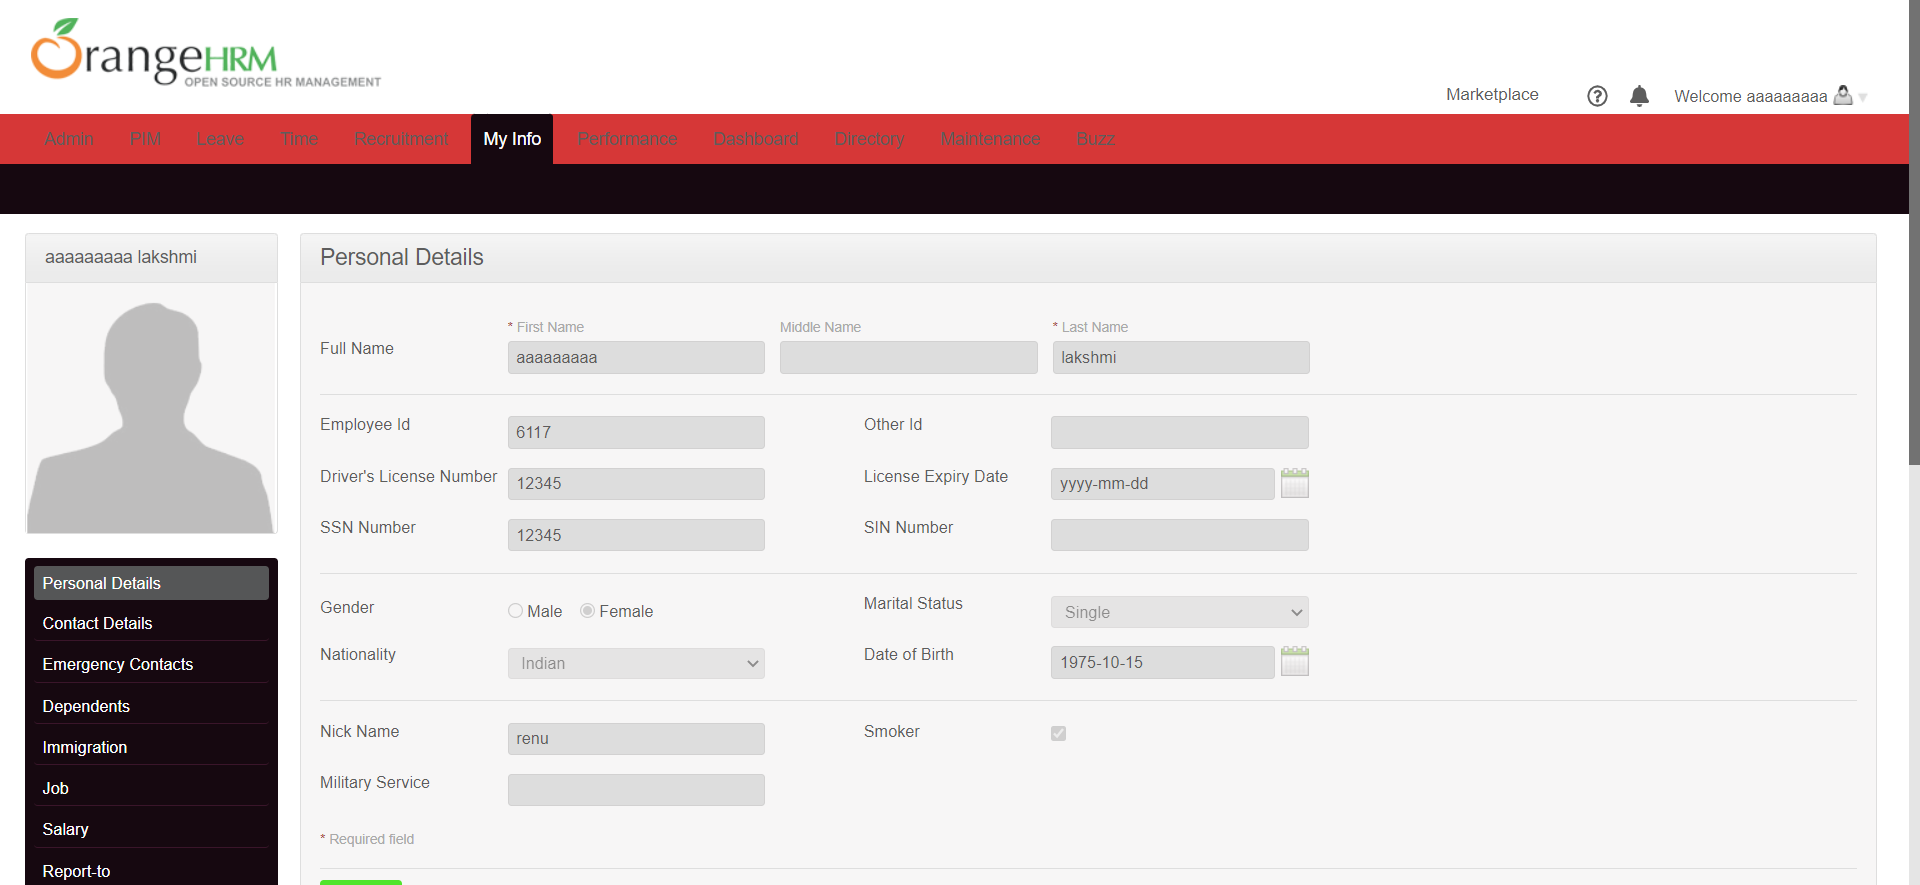 OrangeHRM
OPEN SOURCE HR MANAGEMENT
Marketplace
Welcome aaaaaaaaa
Admin PIM Leave Time Recruitment My Info Performance Dashboard Directory Maintenance Buzz
aaaaaaaaa lakshmi
Personal Details
Contact Details
Emergency Contacts
Dependents
Immigration
Job
Salary
Report-to
Personal Details
* First Name Middle Name * Last Name
Full Name aaaaaaaaa lakshmi
Employee Id 6117 Other Id
Driver's License Number 12345 License Expiry Date yyyy-mm-dd
SSN Number 12345 SIN Number
Gender Male Female Marital Status Single
Nationality Indian Date of Birth 1975-10-15
Nick Name renu Smoker
Military Service
* Required field